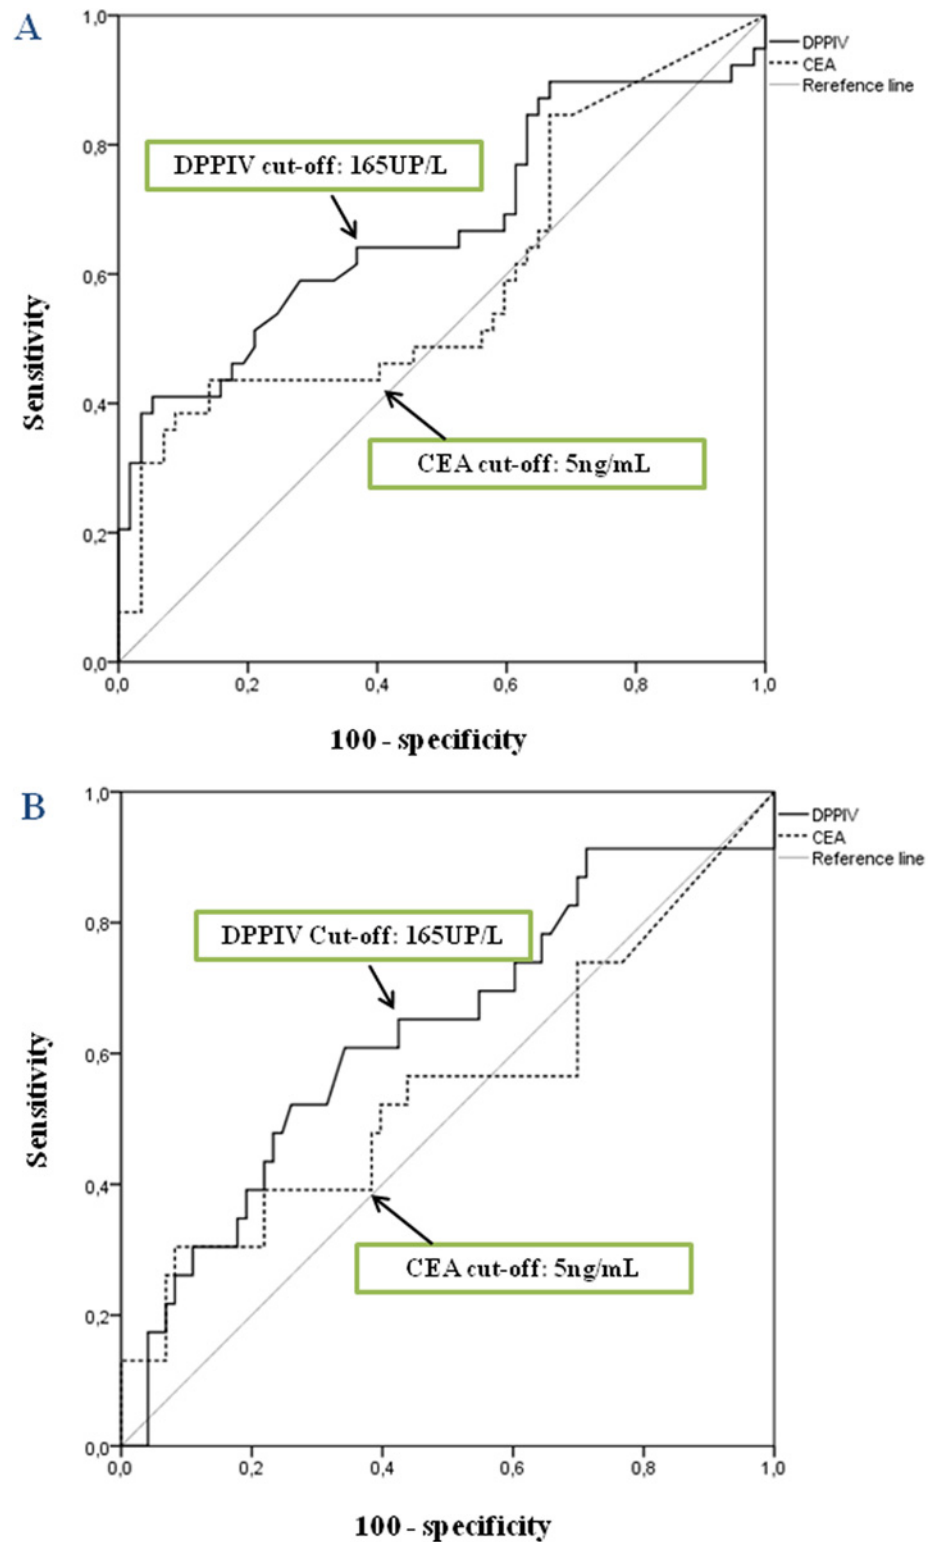 A
1,0
DPPIV
CEA
Rerefence line
0,8
DPPIV cut-off: 165UP/L
0,6
Sensitivity
0,4
CEA cut-off: 5ng/mL
0,2
0,0
0,0 0,2 0,4 0,6 0,8 1,0
100 - specificity
B
1,0
DPPIV
CEA
Reference line
0,8
DPPIV Cut-off: 165UP/L
0,6
Sensitivity
0,4
CEA cut-off: 5ng/mL
0,2
0,0
0,0 0,2 0,4 0,6 0,8 1,0
100 - specificity